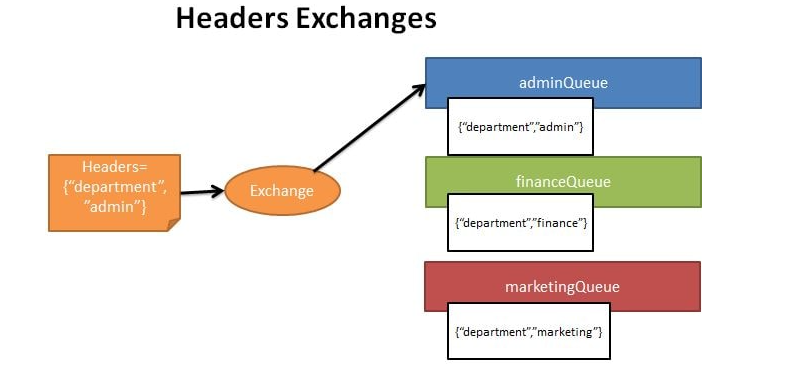 Headers Exchanges
adminQueue
{“department”,”admin”}
Headers=
{“department”,
”admin”}
Exchange
financeQueue
{“department”,”finance”}
marketingQueue
{“department”,”marketing”}